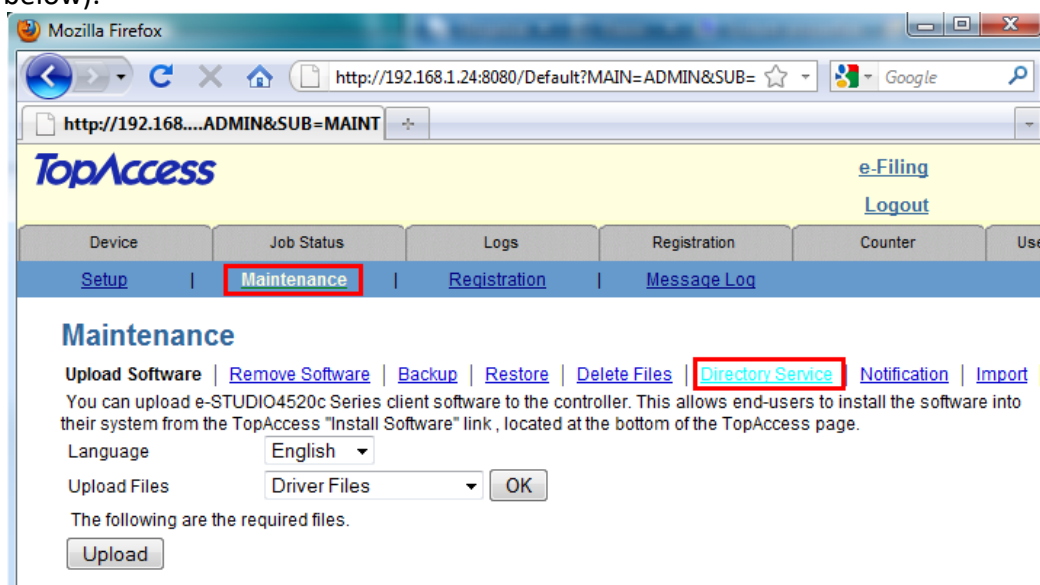 below):
Mozilla Firefox
http://192.168.1.24:8080/Default?MAIN=ADMIN&SUB= Google
http://192.168....ADMIN&SUB=MAINT
TopAccess
e-Filing
Logout
Device Job Status Logs Registration Counter Use
Setup | Maintenance | Registration | Message Log
Maintenance
Upload Software | Remove Software | Backup | Restore | Delete Files | Directory Service | Notification | Import
You can upload e-STUDIO4520c Series client software to the controller. This allows end-users to install the software into
their system from the TopAccess "Install Software" link , located at the bottom of the TopAccess page.
Language English
Upload Files Driver Files OK
The following are the required files.
Upload